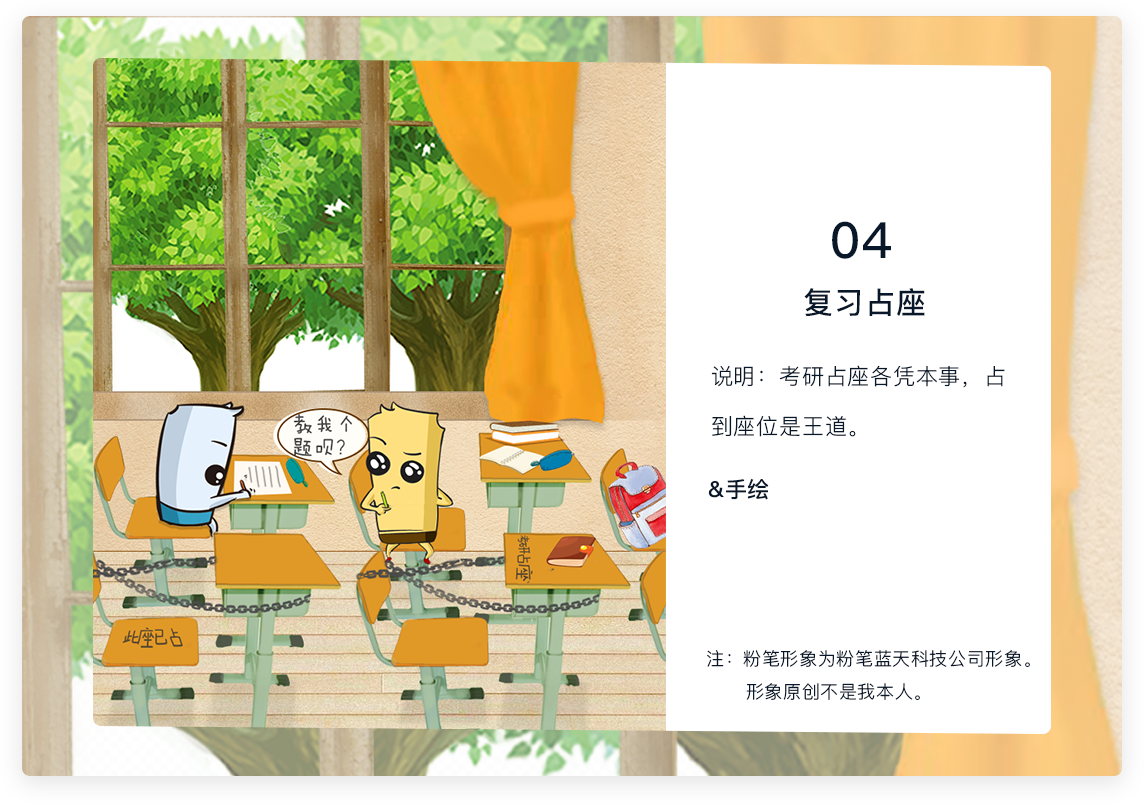 教我个
题呗？
考研占座
此座已占
04
复习占座
说明：考研占座各凭本事，占
到座位是王道。
&手绘
注：粉笔形象为粉笔蓝天科技公司形象。
形象原创不是我本人。